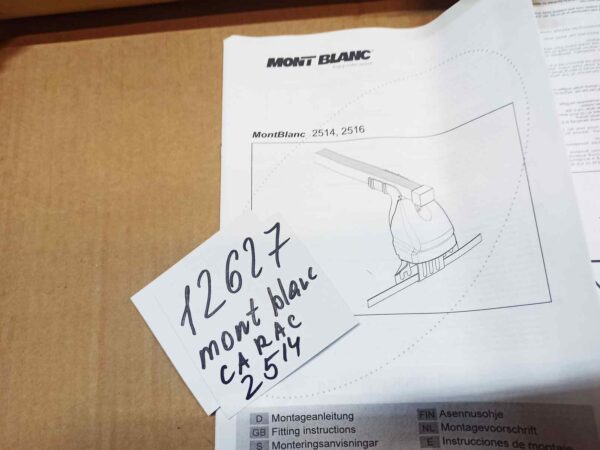 MONT BLANC
MontBlanc 2514, 2516
12627
mont blanc
CARAC
2514
D Montageanleitung
GB Fitting instructions
S Monteringsanvisningar
FIN Asennusohje
NL Montagevoorschrift
E Instrucciones de montaje